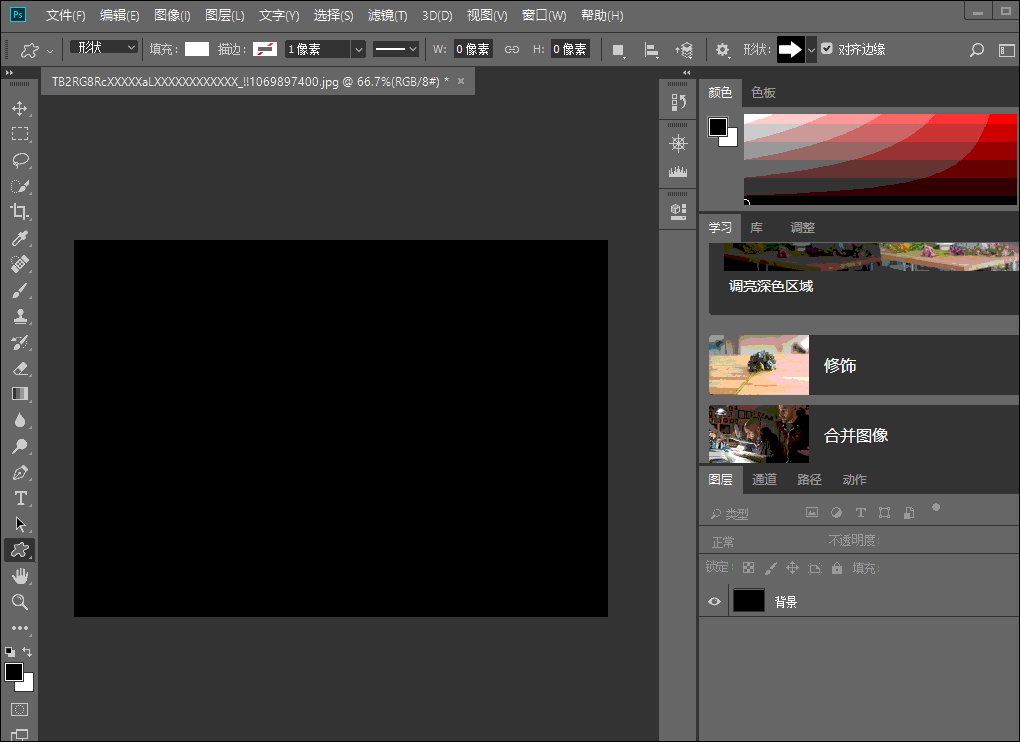 Ps 文件(F) 编辑(E) 图像(I) 图层(L) 文字(Y) 选择(S) 滤镜(T) 3D(D) 视图(V) 窗口(W) 帮助(H)
形状 填充: 描边: 1 像素 W: 0 像素 H: 0 像素 形状: 对齐边缘
TB2RG8RcXXXXXaLXXXXXXXXXXXX_!!1069897400.jpg @ 66.7%(RGB/8#) * ×
颜色 色板
学习 库 调整
调亮深色区域
修饰
合并图像
图层 通道 路径 动作
类型
正常 不透明度:
锁定: 填充:
背景